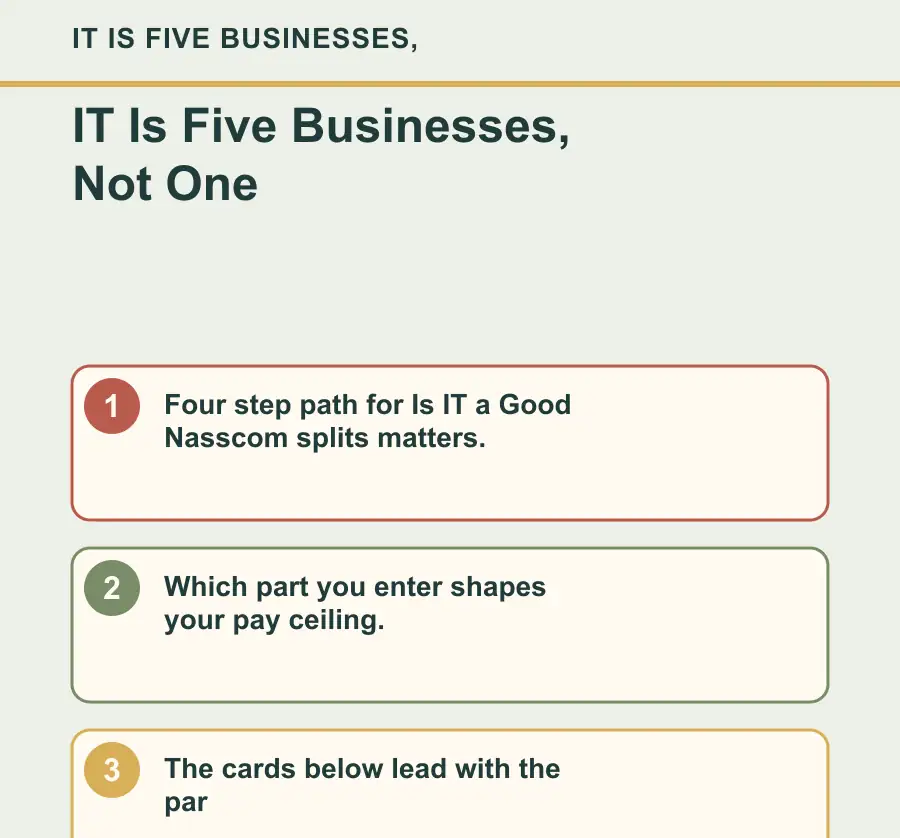 IT IS FIVE BUSINESSES,
IT Is Five Businesses,
Not One
1
Four step path for Is IT a Good
Nasscom splits matters.
2
Which part you enter shapes
your pay ceiling.
3
The cards below lead with the
par